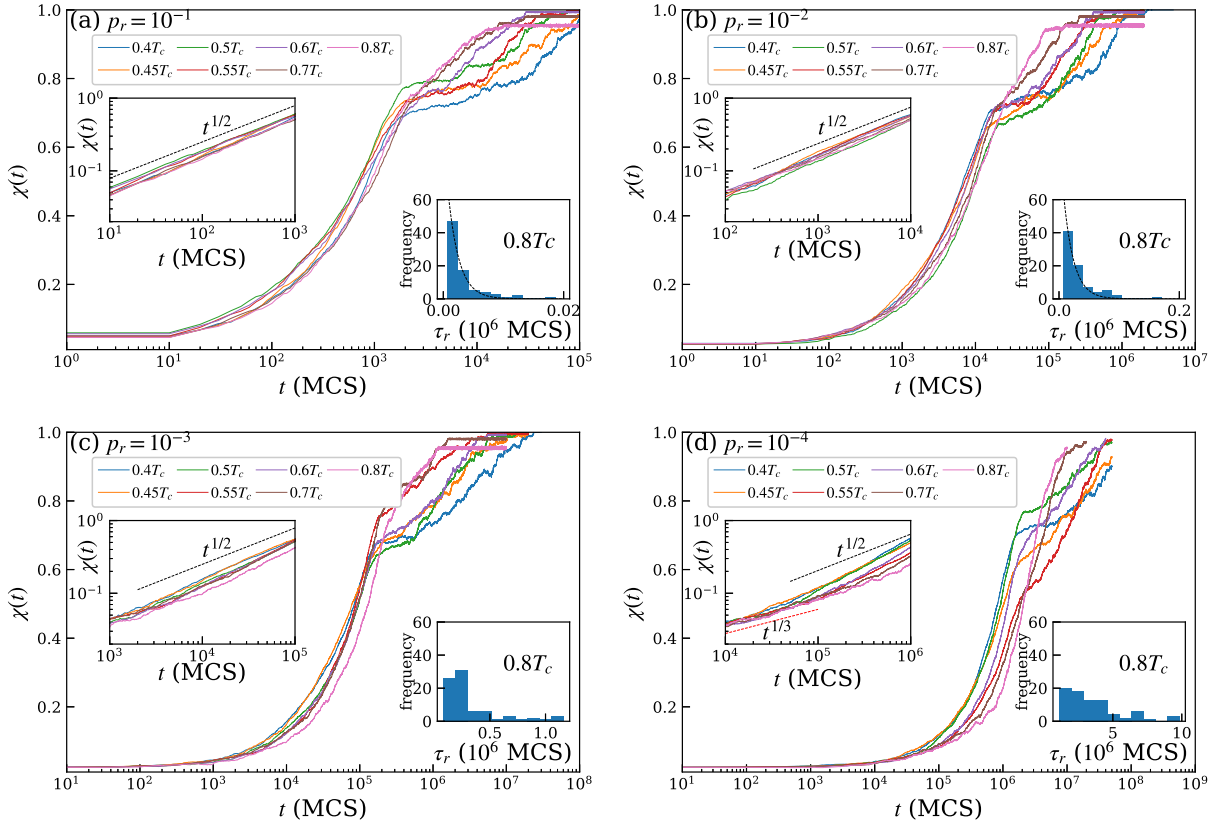 (a) p_r = 10^{-1}
0.4T_c 0.5T_c 0.6T_c 0.8T_c
0.45T_c 0.55T_c 0.7T_c
χ(t)
1.0
0.8
0.6
0.4
0.2
10^0 10^1 10^2 10^3 10^4 10^5
t (MCS)
χ(t)
10^0
10^{-1}
t^{1/2}
10^1 10^2 10^3
t (MCS)
frequency
60
40
20
0
0.8Tc
0.00 0.02
τ_r (10^6 MCS)
(b) p_r = 10^{-2}
0.4T_c 0.5T_c 0.6T_c 0.8T_c
0.45T_c 0.55T_c 0.7T_c
χ(t)
1.0
0.8
0.6
0.4
0.2
10^0 10^1 10^2 10^3 10^4 10^5 10^6 10^7
t (MCS)
χ(t)
10^0
10^{-1}
t^{1/2}
10^2 10^3 10^4
t (MCS)
frequency
60
40
20
0
0.8Tc
0.0 0.2
τ_r (10^6 MCS)
(c) p_r = 10^{-3}
0.4T_c 0.5T_c 0.6T_c 0.8T_c
0.45T_c 0.55T_c 0.7T_c
χ(t)
1.0
0.8
0.6
0.4
0.2
10^1 10^2 10^3 10^4 10^5 10^6 10^7 10^8
t (MCS)
χ(t)
10^0
10^{-1}
t^{1/2}
10^3 10^4 10^5
t (MCS)
frequency
60
40
20
0
0.8T_c
0.5 1.0
τ_r (10^6 MCS)
(d) p_r = 10^{-4}
0.4T_c 0.5T_c 0.6T_c 0.8T_c
0.45T_c 0.55T_c 0.7T_c
χ(t)
1.0
0.8
0.6
0.4
0.2
10^1 10^2 10^3 10^4 10^5 10^6 10^7 10^8 10^9
t (MCS)
χ(t)
10^0
10^{-1}
t^{1/2}
t^{1/3}
10^4 10^5 10^6
t (MCS)
frequency
60
40
20
0
0.8T_c
5 10
τ_r (10^6 MCS)